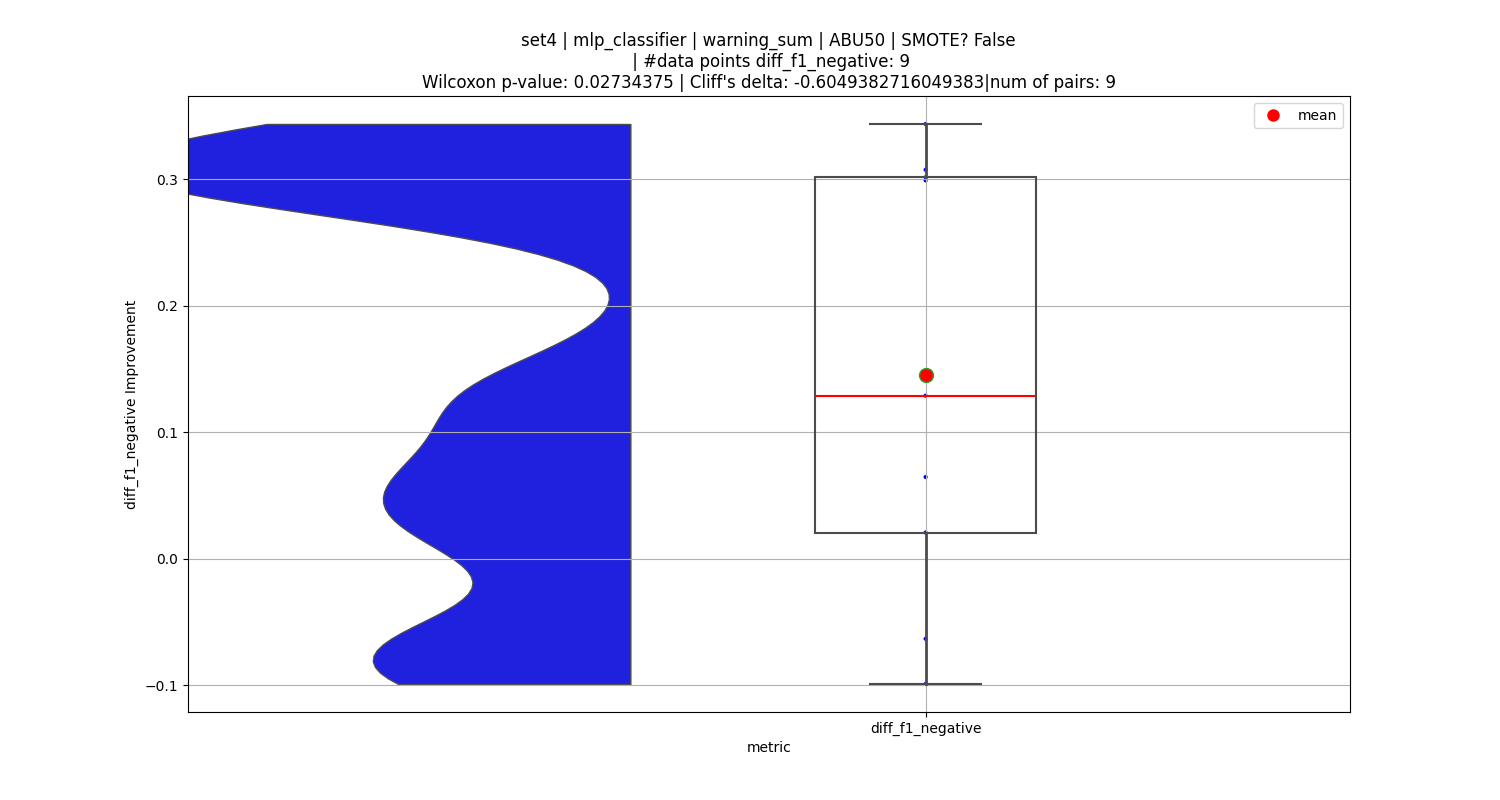 set4 | mlp_classifier | warning_sum | ABU50 | SMOTE? False
| #data points diff_f1_negative: 9
Wilcoxon p-value: 0.02734375 | Cliff's delta: -0.6049382716049383|num of pairs: 9
mean
0.3
0.2
0.1
0.0
−0.1
diff_f1_negative Improvement
diff_f1_negative
metric